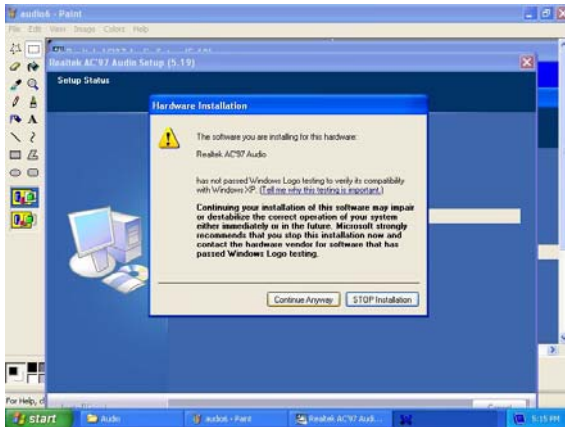 audio6 - Paint
File Edit View Image Colors Help
Realtek AC'97 Audio Setup (5.19)
Setup Status
Hardware Installation
The software you are installing for this hardware:
Realtek AC'97 Audio
has not passed Windows Logo testing to verify its compatibility
with Windows XP. (Tell me why this testing is important.)
Continuing your installation of this software may impair
or destabilize the correct operation of your system
either immediately or in the future. Microsoft strongly
recommends that you stop this installation now and
contact the hardware vendor for software that has
passed Windows Logo testing.
Continue Anyway
STOP Installation
For Help, c
start
Audio
audio6 - Paint
Realtek AC'97 Audi...
5:15 PM